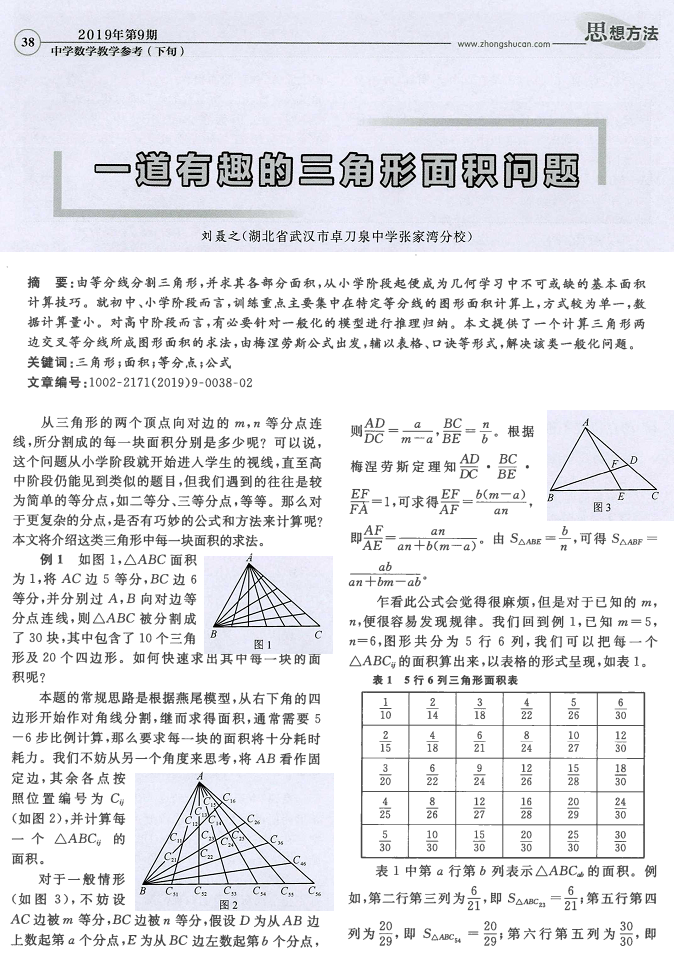 38
2019年第9期
中学数学教学参考(下旬)
www.zhongshucan.com
思想方法
一道有趣的三角形面积问题
刘聂之(湖北省武汉市卓刀泉中学张家湾分校)
摘 要:由等分线分割三角形,并求其各部分面积,从小学阶段起便成为几何学习中不可或缺的基本面积
计算技巧。就初中、小学阶段而言,训练重点主要集中在特定等分线的图形面积计算上,方式较为单一,数
据计算量小。对高中阶段而言,有必要针对一般化的模型进行推理归纳。本文提供了一个计算三角形两
边交叉等分线所成图形面积的求法,由梅涅劳斯公式出发,辅以表格、口诀等形式,解决该类一般化问题。
关键词:三角形;面积;等分点;公式
文章编号:1002-2171(2019)9-0038-02
从三角形的两个顶点向对边的 m,n 等分点连
线,所分割成的每一块面积分别是多少呢?可以说,
这个问题从小学阶段就开始进入学生的视线,直至高
中阶段仍能见到类似的题目,但我们遇到的往往是较
为简单的等分点,如二等分、三等分点,等等。那么对
于更复杂的分点,是否有巧妙的公式和方法来计算呢?
本文将介绍这类三角形中每一块面积的求法。
例1 如图1,△ABC 面积
为1,将 AC 边5等分,BC 边6
等分,并分别过 A,B 向对边等
分点连线,则△ABC 被分割成
了30块,其中包含了10个三角
形及20个四边形。如何快速求出其中每一块的面
积呢?
A
B
C
图1
本题的常规思路是根据燕尾模型,从右下角的四
边形开始作对角线分割,继而求得面积,通常需要5
-6步比例计算,那么要求每一块的面积将十分耗时
耗力。我们不妨从另一个角度来思考,将 AB 看作固
定边,其余各点按
照位置编号为 Cij
(如图2),并计算每
一个 △ABCij 的
面积。
A
C15 C16
C13
C12 C14
C26
C11 C23 C24 C25
C36
C21 C22
C46
B C51 C52 C53 C54 C55 C56
图2
对于一般情形
(如图3),不妨设
AC 边被 m 等分,BC 边被 n 等分,假设 D 为从 AB 边
上数起第 a 个分点,E 为从 BC 边左数起第 b 个分点,
则 AD/DC = a/(m-a), BC/BE = n/b。根据
梅涅劳斯定理知 AD/DC · BC/BE ·
EF/FA = 1,可求得 EF/AF = b(m-a)/an,
即 AF/AE = an/(an+b(m-a))。由 S△ABE = b/n,可得 S△ABF =
ab/(an+bm-ab)。
A
F D
B E C
图3
乍看此公式会觉得很麻烦,但是对于已知的 m,
n,便很容易发现规律。我们回到例1,已知 m=5,
n=6,图形共分为5行6列,我们可以把每一个
△ABCij 的面积算出来,以表格的形式呈现,如表1。
表1 5行6列三角形面积表
1/10 2/14 3/18 4/22 5/26 6/30
2/15 4/18 6/21 8/24 10/27 12/30
3/20 6/22 9/24 12/26 15/28 18/30
4/25 8/26 12/27 16/28 20/29 24/30
5/30 10/30 15/30 20/30 25/30 30/30
表1中第 a 行第 b 列表示△ABCab 的面积。例
如,第二行第三列为 6/21,即 S△ABC23 = 6/21;第五行第四
列为 20/29,即 S△ABC54 = 20/29;第六行第五列为 30/30,即